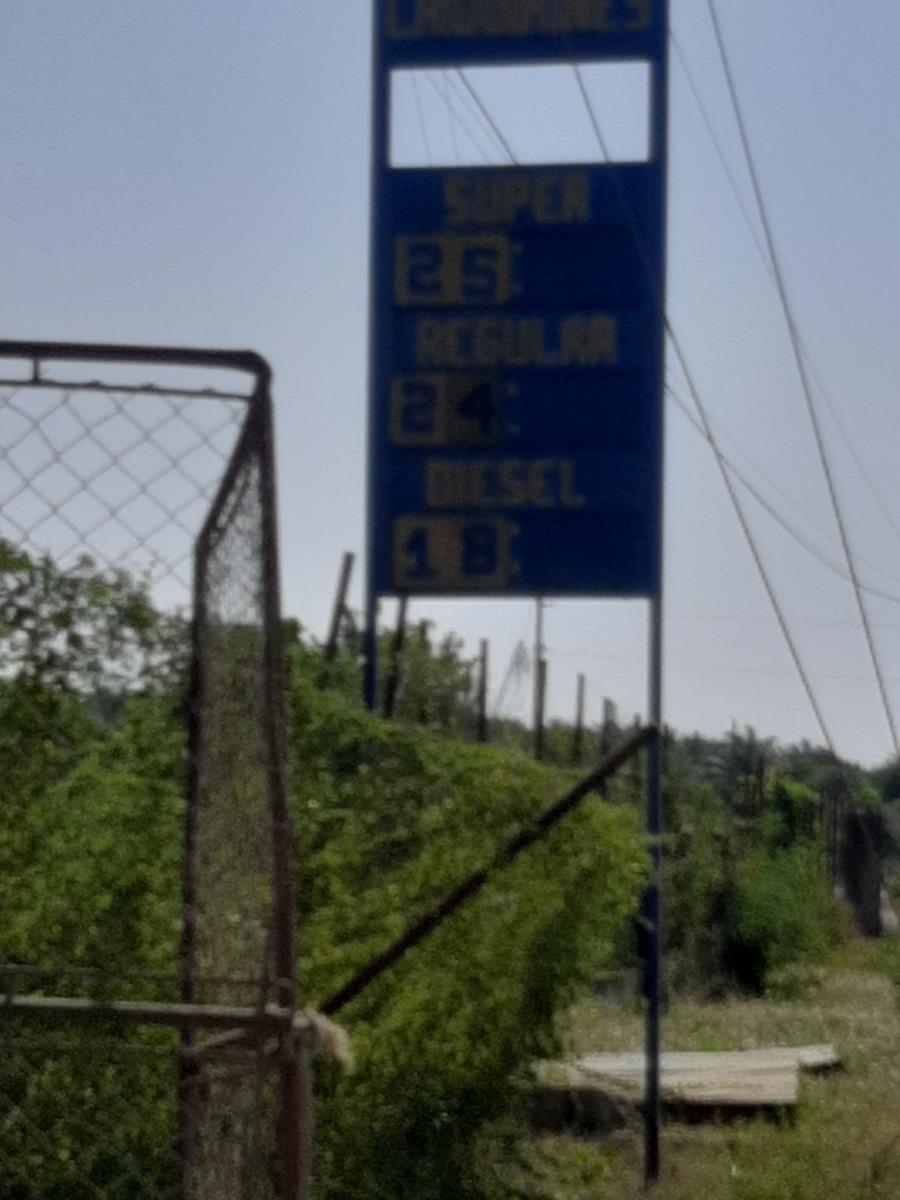 SUPER
25:
REGULAR
24:
DIESEL
18: